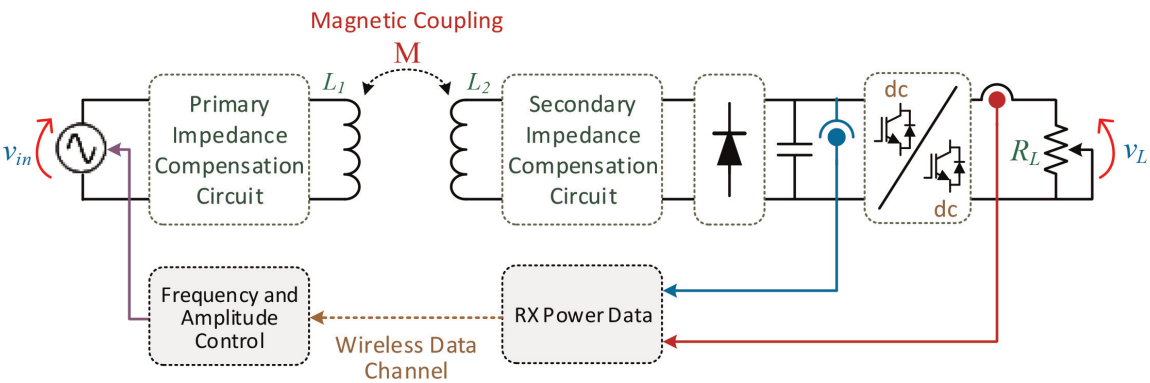 Magnetic Coupling
M
L1
L2
Primary
Impedance
Compensation
Circuit
Secondary
Impedance
Compensation
Circuit
dc
dc
vin
RL
vL
Frequency and
Amplitude
Control
RX Power Data
Wireless Data
Channel